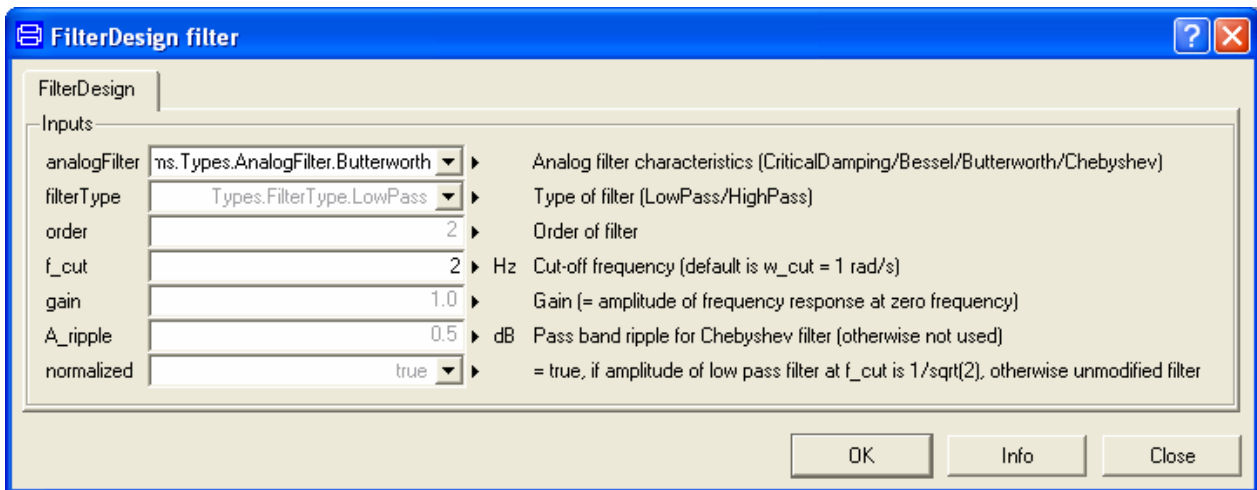 FilterDesign filter
FilterDesign
Inputs
analogFilter ns.Types.AnalogFilter.Butterworth Analog filter characteristics (CriticalDamping/Bessel/Butterworth/Chebyshev)
filterType Types.FilterType.LowPass Type of filter (LowPass/HighPass)
order 2 Order of filter
f_cut 2 Hz Cut-off frequency (default is w_cut = 1 rad/s)
gain 1.0 Gain (= amplitude of frequency response at zero frequency)
A_ripple 0.5 dB Pass band ripple for Chebyshev filter (otherwise not used)
normalized true = true, if amplitude of low pass filter at f_cut is 1/sqrt(2), otherwise unmodified filter
OK Info Close